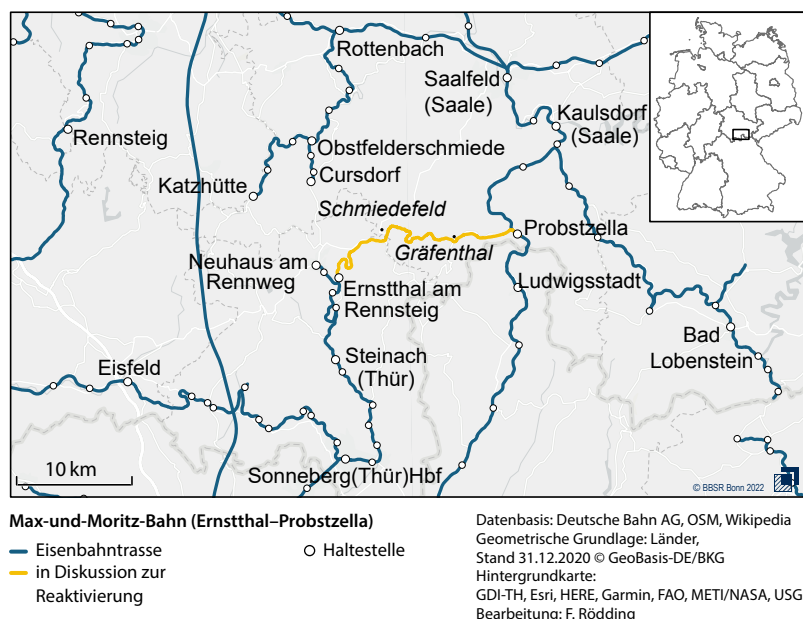 Rottenbach
Saalfeld
(Saale)
Kaulsdorf
(Saale)
Rennsteig
Obstfelderschmiede
Cursdorf
Katzhütte
Schmiedefeld
Probstzella
Gräfenthal
Neuhaus am
Rennweg
Ernstthal am
Rennsteig
Ludwigsstadt
Bad
Lobenstein
Steinach
(Thür)
Eisfeld
10 km
Sonneberg(Thür)Hbf
© BBSR Bonn 2022
Max-und-Moritz-Bahn (Ernstthal–Probstzella)
Eisenbahntrasse
Haltestelle
in Diskussion zur
Reaktivierung
Datenbasis: Deutsche Bahn AG, OSM, Wikipedia
Geometrische Grundlage: Länder,
Stand 31.12.2020 © GeoBasis-DE/BKG
Hintergrundkarte:
GDI-TH, Esri, HERE, Garmin, FAO, METI/NASA, USG
Bearbeitung: F. Rödding